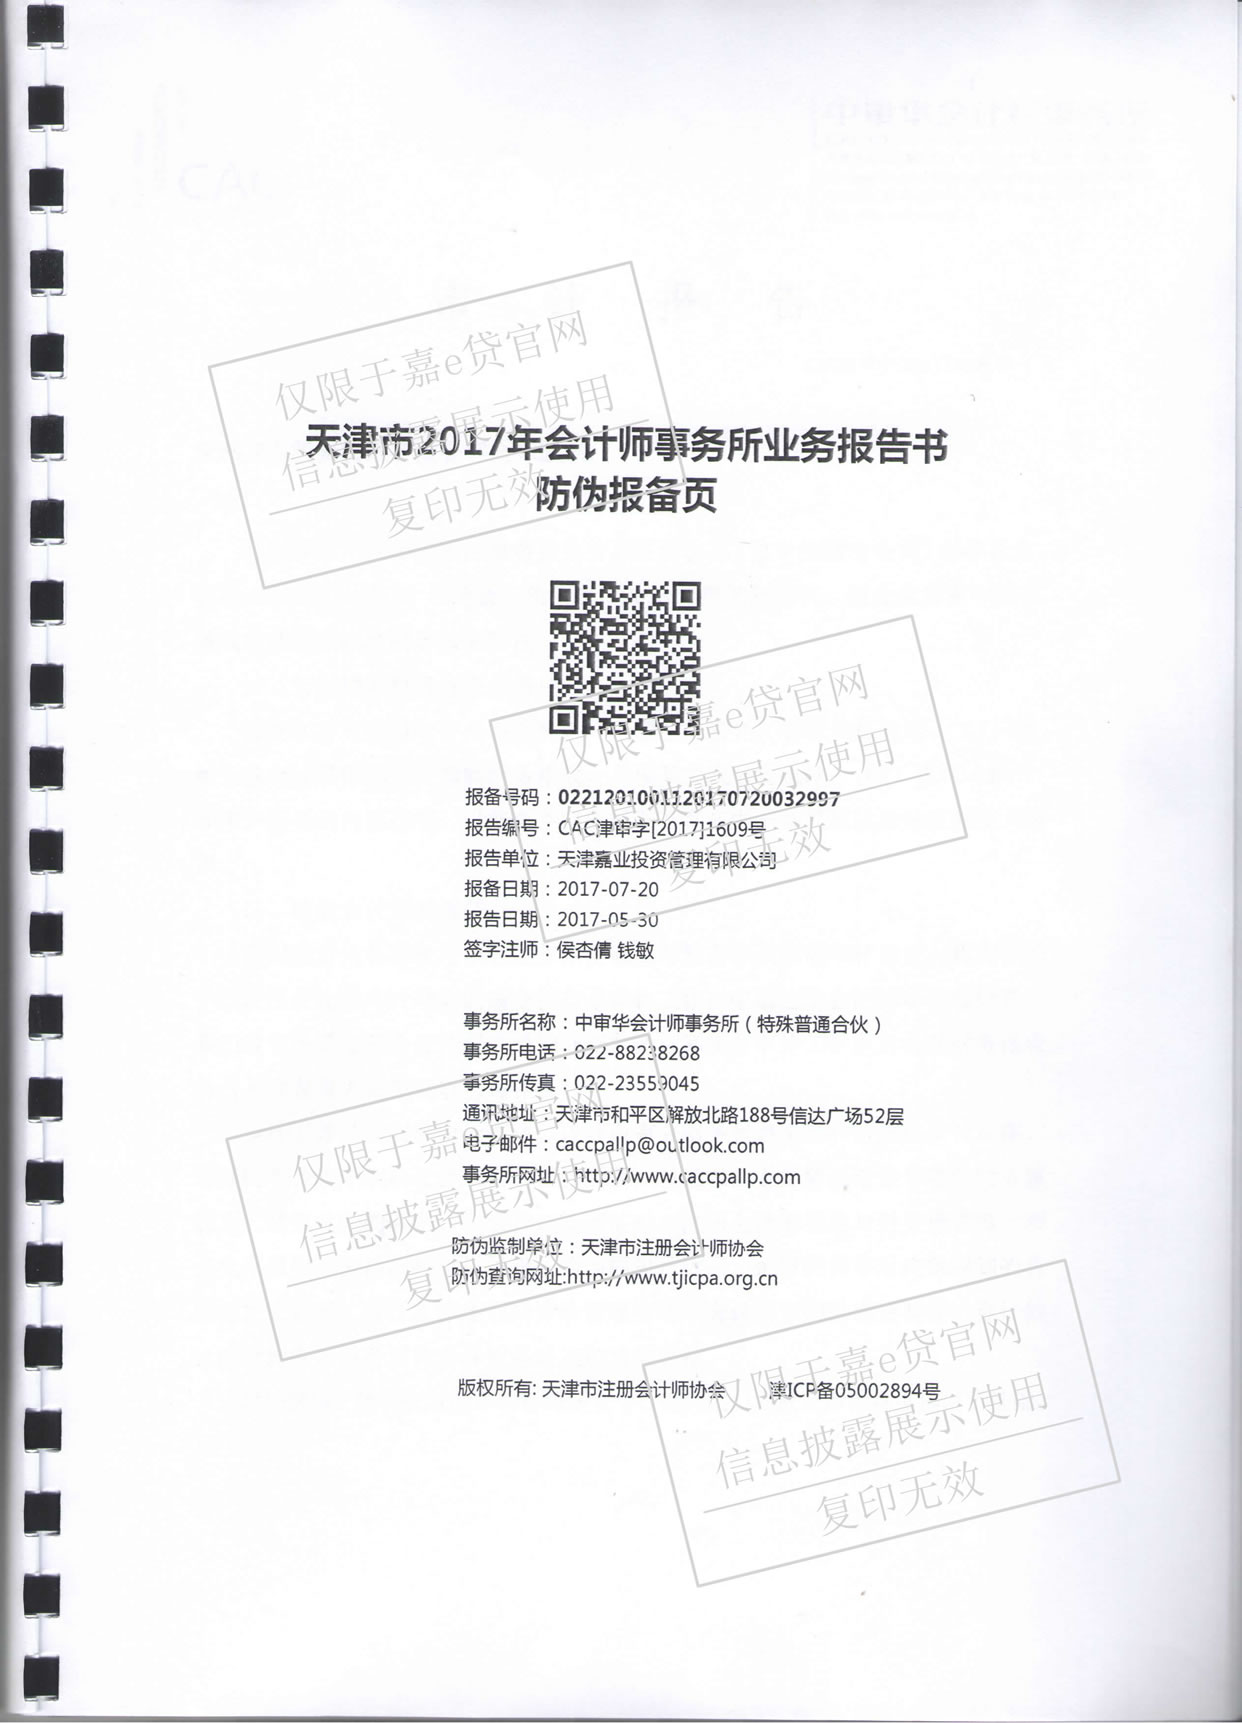 天津市2017年会计师事务所业务报告书
防伪报备页
报备号码：022120100112017072003​2997
报告编号：CAC津审字[2017]1609号
报告单位：天津嘉业投资管理有限公司
报备日期：2017-07-20
报告日期：2017-05-30
签字注师：侯杏倩 钱敏
事务所名称：中审华会计师事务所（特殊普通合伙）
事务所电话：022-88238268
事务所传真：022-23559045
通讯地址：天津市和平区解放北路188号信达广场52层
电子邮件：caccpallp@outlook.com
事务所网址：http://www.caccpallp.com
防伪监制单位：天津市注册会计师协会
防伪查询网址:http://www.tjicpa.org.cn
版权所有: 天津市注册会计师协会 津ICP备05002894号
仅限于嘉e贷官网
信息披露展示使用
复印无效
仅限于嘉e贷官网
信息披露展示使用
复印无效
仅限于嘉e贷官网
信息披露展示使用
复印无效
仅限于嘉e贷官网
信息披露展示使用
复印无效